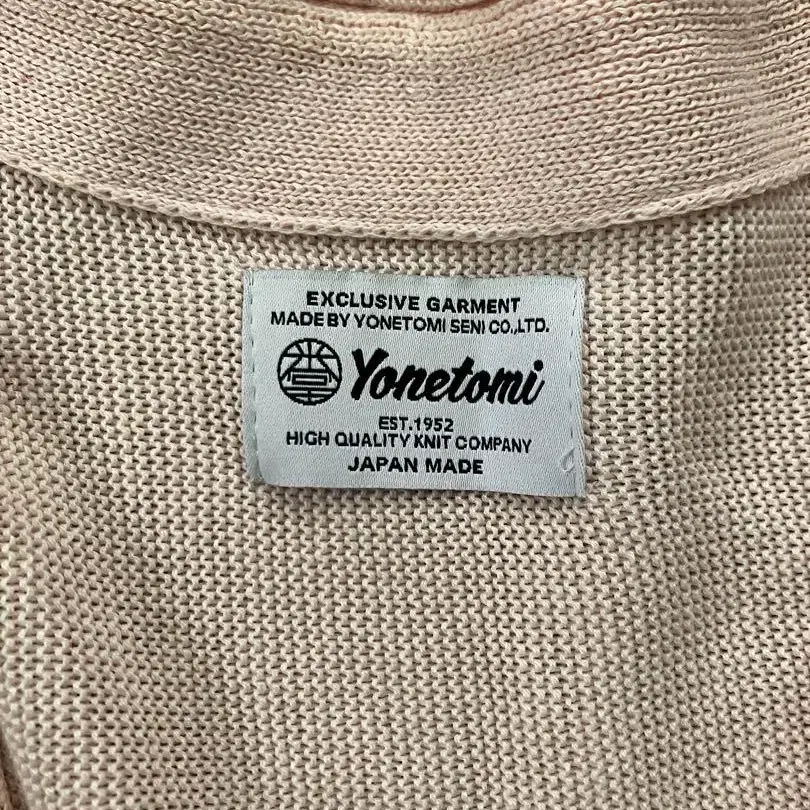 EXCLUSIVE GARMENT
MADE BY YONETOMI SENI CO.,LTD.
Yonetomi
EST.1952
HIGH QUALITY KNIT COMPANY
JAPAN MADE